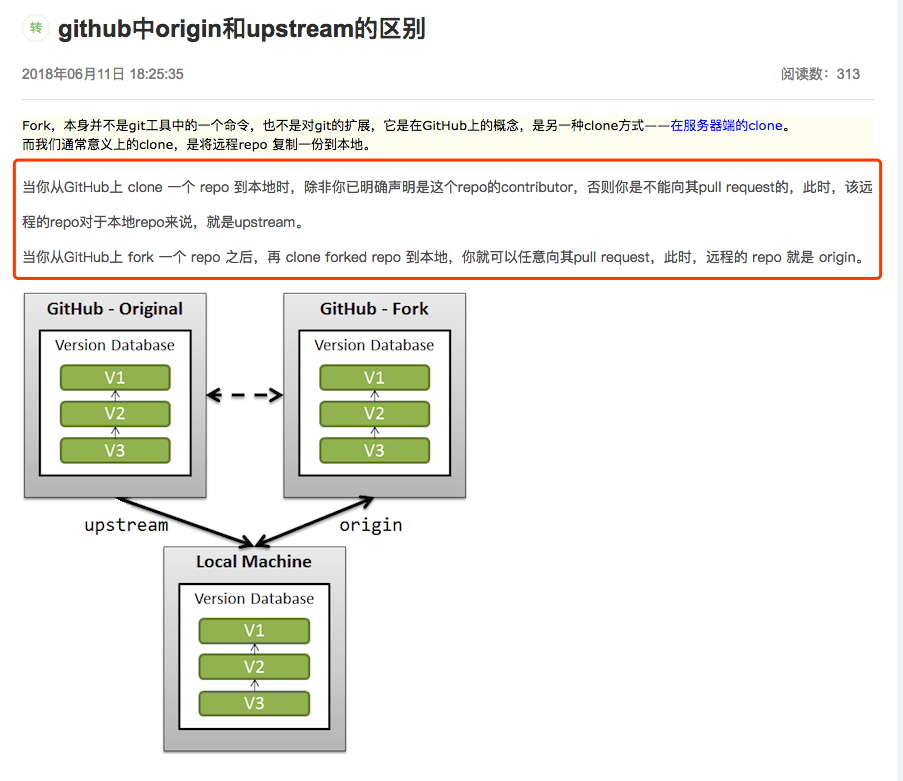 转 github中origin和upstream的区别
2018年06月11日 18:25:35 阅读数：313
Fork，本身并不是git工具中的一个命令，也不是对git的扩展，它是在GitHub上的概念，是另一种clone方式——在服务器端的clone。
而我们通常意义上的clone，是将远程repo 复制一份到本地。
当你从GitHub上 clone 一个 repo 到本地时，除非你已明确声明是这个repo的contributor，否则你是不能向其pull request的，此时，该远
程的repo对于本地repo来说，就是upstream。
当你从GitHub上 fork 一个 repo 之后，再 clone forked repo 到本地，你就可以任意向其pull request，此时，远程的 repo 就是 origin。
GitHub - Original
Version Database
V1
V2
V3
GitHub - Fork
Version Database
V1
V2
V3
upstream
origin
Local Machine
Version Database
V1
V2
V3